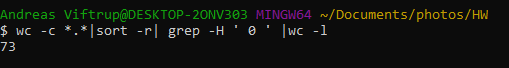 Andreas Viftrup@DESKTOP-2ONV303 MINGW64 ~/Documents/photos/HW
$ wc -c *.*|sort -r| grep -H ' 0 ' |wc -l
73